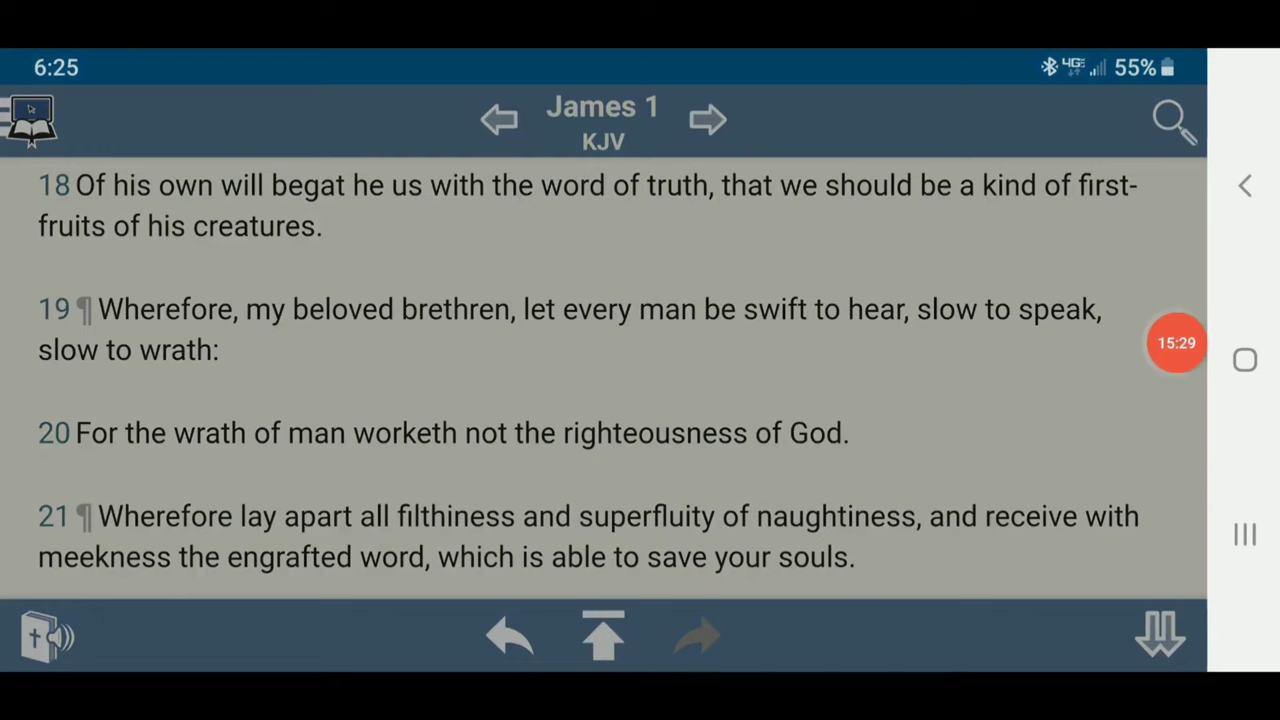 6:25
4G 55%
James 1
KJV
18 Of his own will begat he us with the word of truth, that we should be a kind of first-
fruits of his creatures.
19 ¶ Wherefore, my beloved brethren, let every man be swift to hear, slow to speak,
slow to wrath:
15:29
20 For the wrath of man worketh not the righteousness of God.
21 ¶ Wherefore lay apart all filthiness and superfluity of naughtiness, and receive with
meekness the engrafted word, which is able to save your souls.